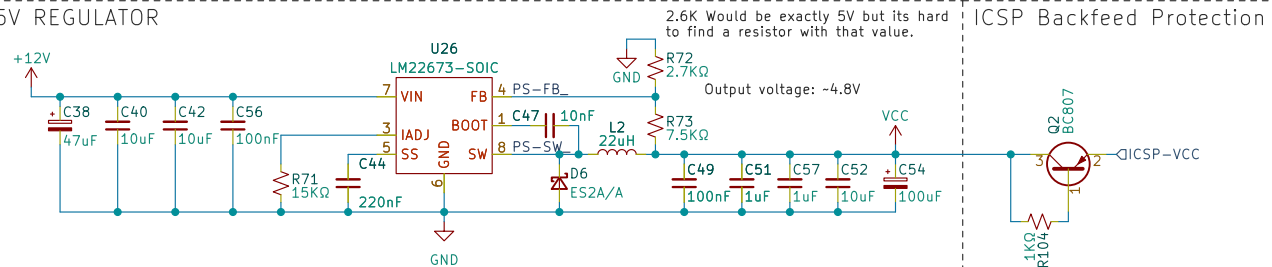 5V REGULATOR
2.6K Would be exactly 5V but its hard
to find a resistor with that value.
ICSP Backfeed Protection
+12V
U26
LM22673-SOIC
GND
R72
2.7KΩ
Output voltage: ~4.8V
C38
47uF
C40
10uF
C42
10uF
C56
100nF
7
VIN
3
IADJ
5
SS
GND
6
FB
4
PS-FB_
BOOT
1
SW
8
PS-SW_
C47
10nF
L2
22uH
R73
7.5KΩ
VCC
Q2
BC807
3
2
1
ICSP-VCC
R71
15KΩ
C44
220nF
D6
ES2A/A
C49
100nF
C51
1uF
C57
1uF
C52
10uF
C54
100uF
R104
1KΩ
GND
+
+